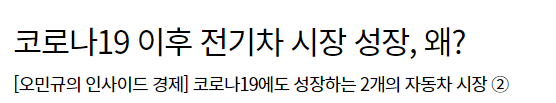 코로나19 이후 전기차 시장 성장, 왜?
[오민규의 인사이드 경제] 코로나19에도 성장하는 2개의 자동차 시장 ②